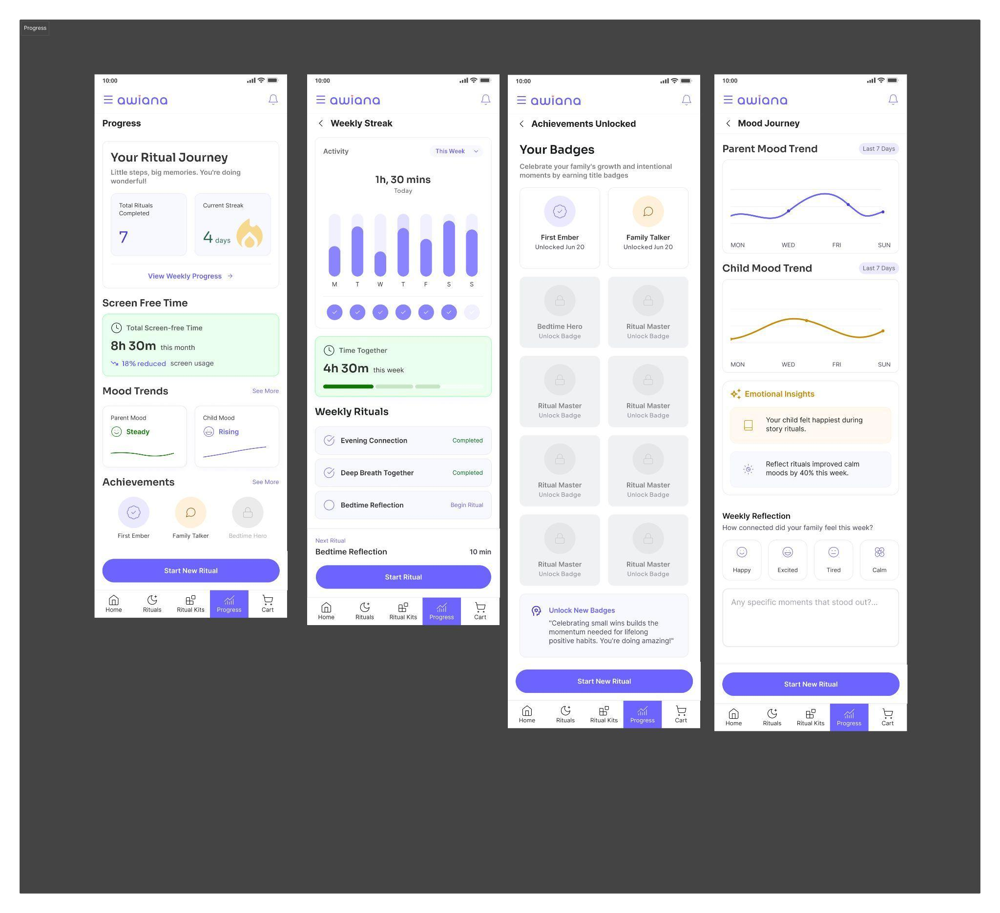 Progress
10:00
awiana
Progress
Your Ritual Journey
Little steps, big memories. You're doing
wonderful!
Total Rituals
Completed
7
Current Streak
4 days
View Weekly Progress
Screen Free Time
Total Screen-free Time
8h 30m this month
18% reduced screen usage
Mood Trends
See More
Parent Mood
Steady
Child Mood
Rising
Achievements
See More
First Ember
Family Talker
Bedtime Hero
Start New Ritual
Home
Rituals
Ritual Kits
Progress
Cart
10:00
awiana
Weekly Streak
Activity
This Week
1h, 30 mins
Today
M T W T F S S
Time Together
4h 30m this week
Weekly Rituals
Evening Connection
Completed
Deep Breath Together
Completed
Bedtime Reflection
Begin Ritual
Next Ritual
Bedtime Reflection
10 min
Start Ritual
Home
Rituals
Ritual Kits
Progress
Cart
10:00
awiana
Achievements Unlocked
Your Badges
Celebrate your family's growth and intentional
moments by earning title badges
First Ember
Unlocked Jun 20
Family Talker
Unlocked Jun 20
Bedtime Hero
Unlock Badge
Ritual Master
Unlock Badge
Ritual Master
Unlock Badge
Ritual Master
Unlock Badge
Ritual Master
Unlock Badge
Ritual Master
Unlock Badge
Ritual Master
Unlock Badge
Ritual Master
Unlock Badge
Unlock New Badges
"Celebrating small wins builds the
momentum needed for lifelong
positive habits. You're doing amazing!"
Start New Ritual
Home
Rituals
Ritual Kits
Progress
Cart
10:00
awiana
Mood Journey
Parent Mood Trend
Last 7 Days
MON WED FRI SUN
Child Mood Trend
Last 7 Days
MON WED FRI SUN
Emotional Insights
Your child felt happiest during
story rituals.
Reflect rituals improved calm
moods by 40% this week.
Weekly Reflection
How connected did your family feel this week?
Happy
Excited
Tired
Calm
Any specific moments that stood out?...
Start New Ritual
Home
Rituals
Ritual Kits
Progress
Cart